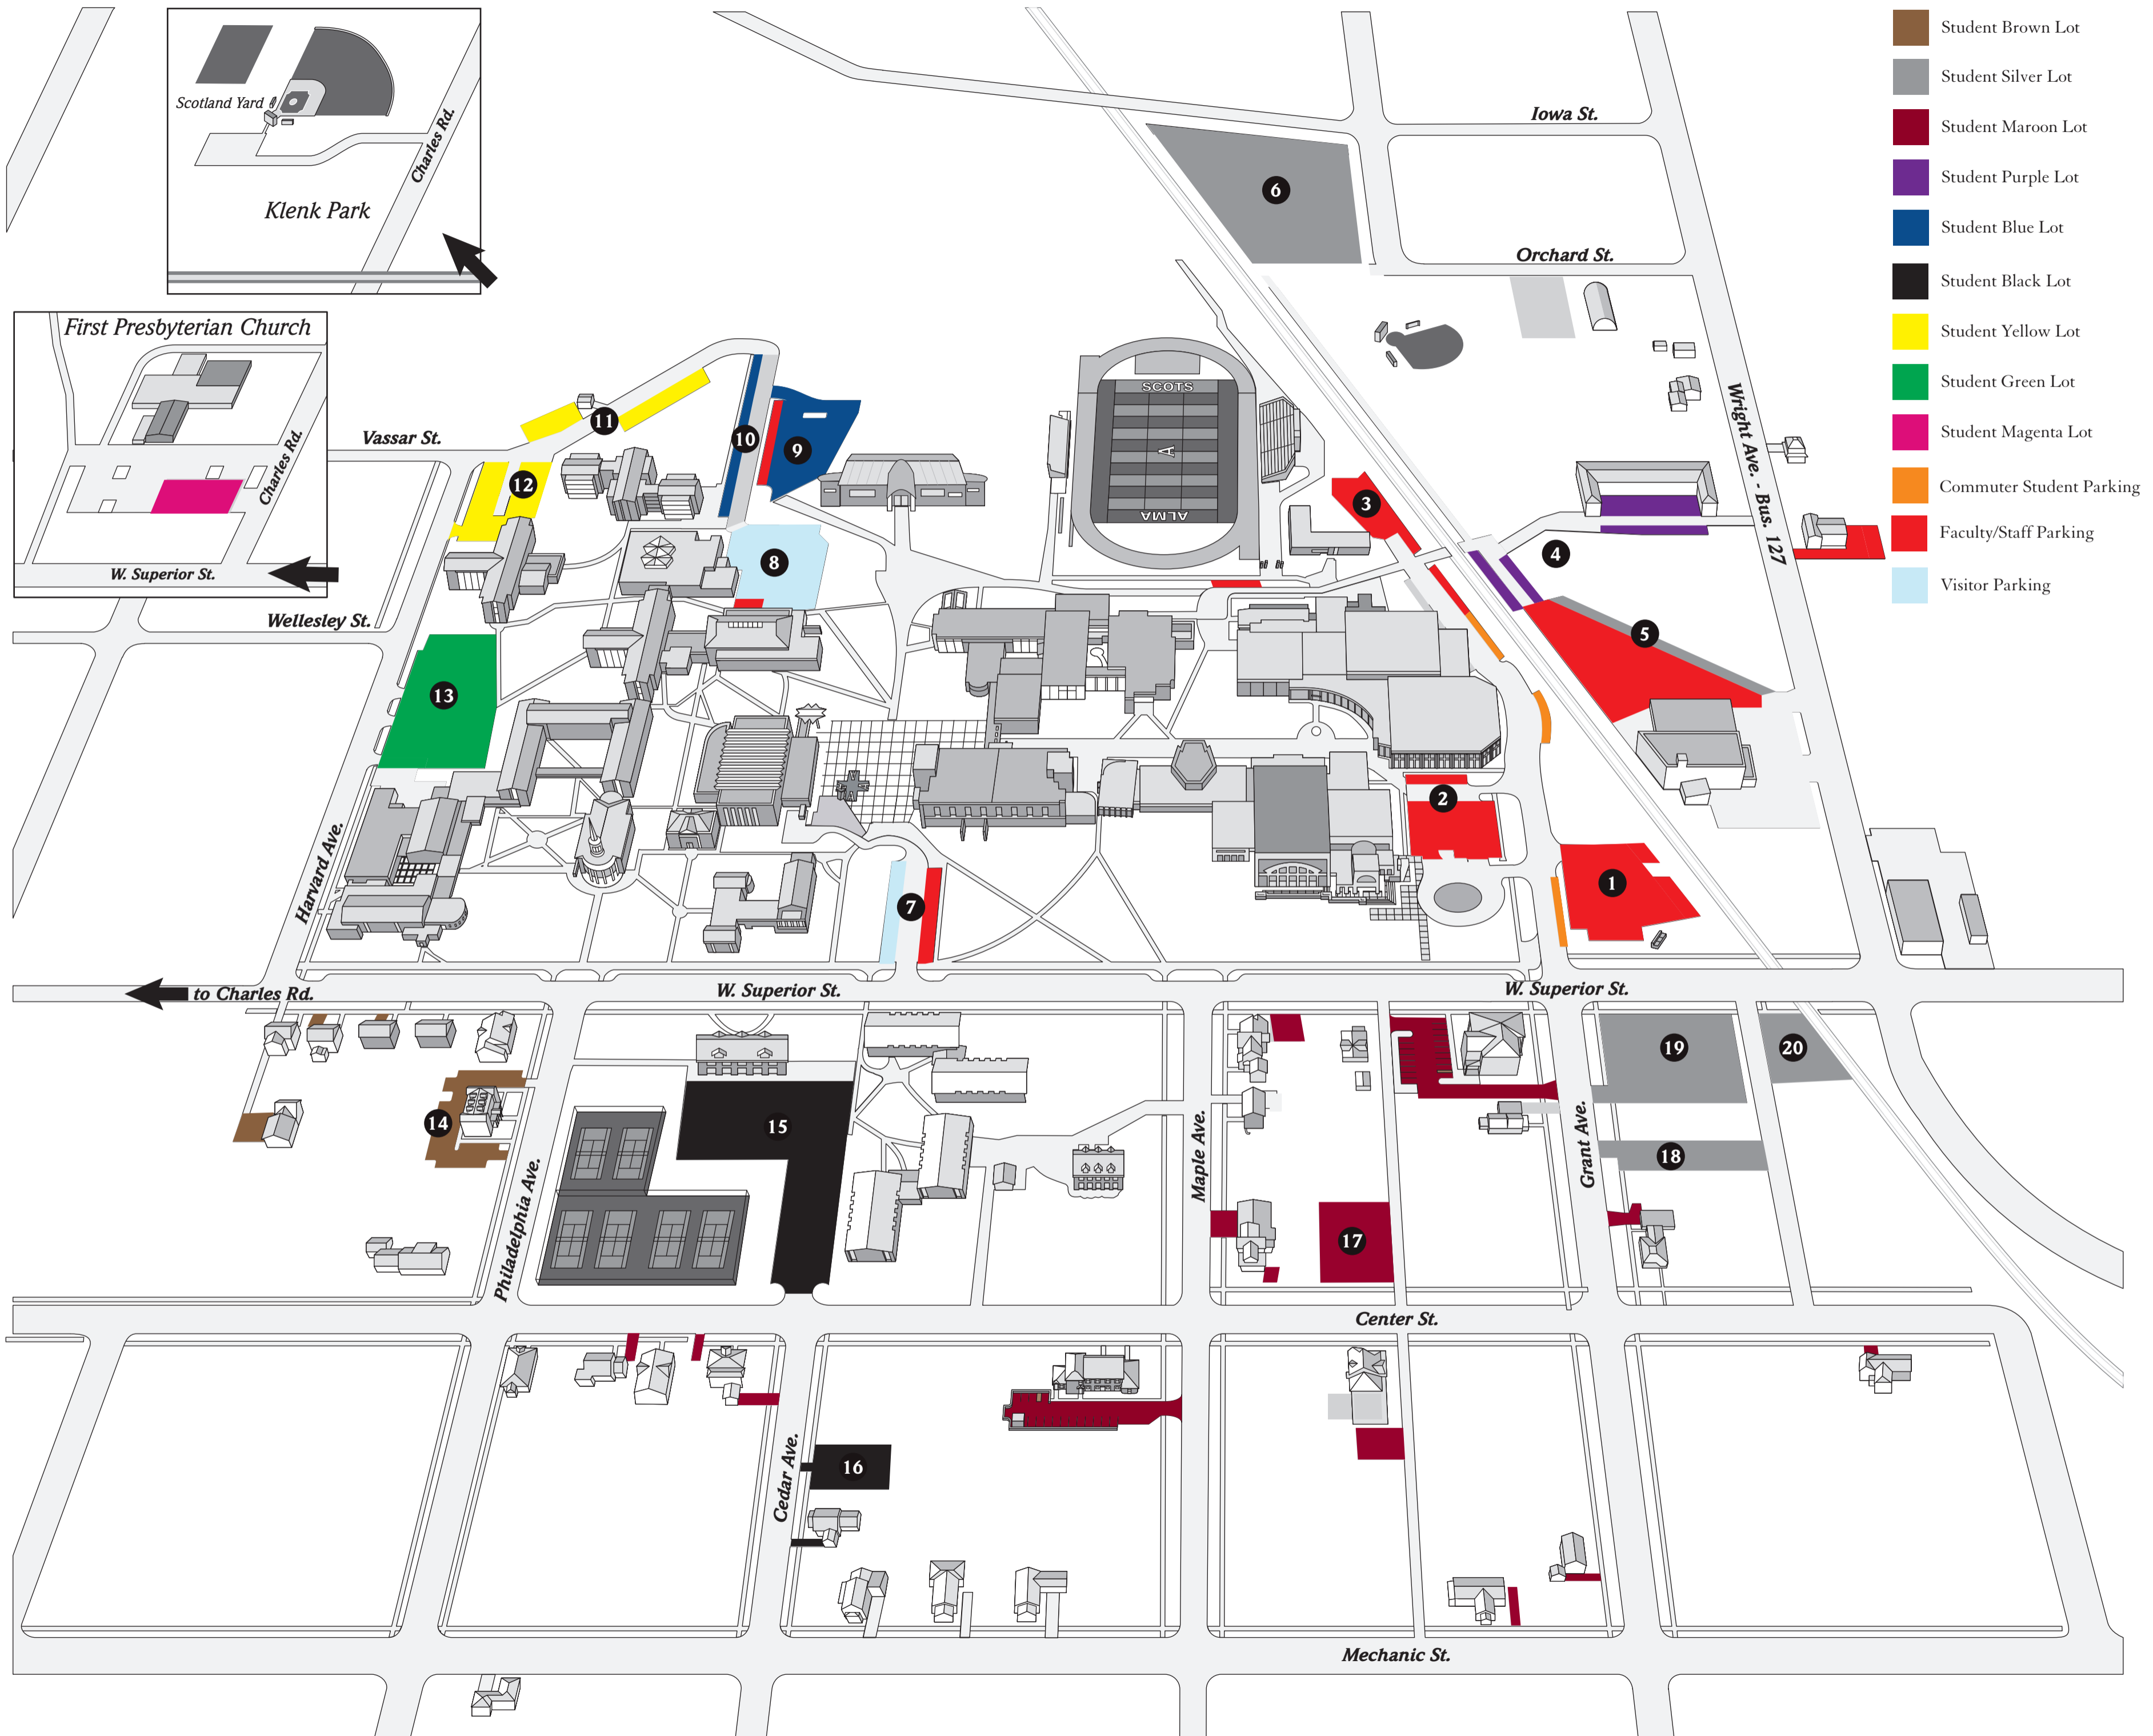 Scotland Yard
Charles Rd.
Klenk Park
First Presbyterian Church
Charles Rd.
W. Superior St.
Student Brown Lot
Student Silver Lot
Student Maroon Lot
Student Purple Lot
Student Blue Lot
Student Black Lot
Student Yellow Lot
Student Green Lot
Student Magenta Lot
Commuter Student Parking
Faculty/Staff Parking
Visitor Parking
Iowa St.
6
Orchard St.
Wright Ave. - Bus. 127
SCOTS
A
ALMA
Vassar St.
11
10
9
12
3
4
8
Wellesley St.
5
13
2
1
7
Harvard Ave.
to Charles Rd.
W. Superior St.
W. Superior St.
19
20
14
15
Maple Ave.
Grant Ave.
18
Philadelphia Ave.
17
Center St.
Cedar Ave.
16
Mechanic St.